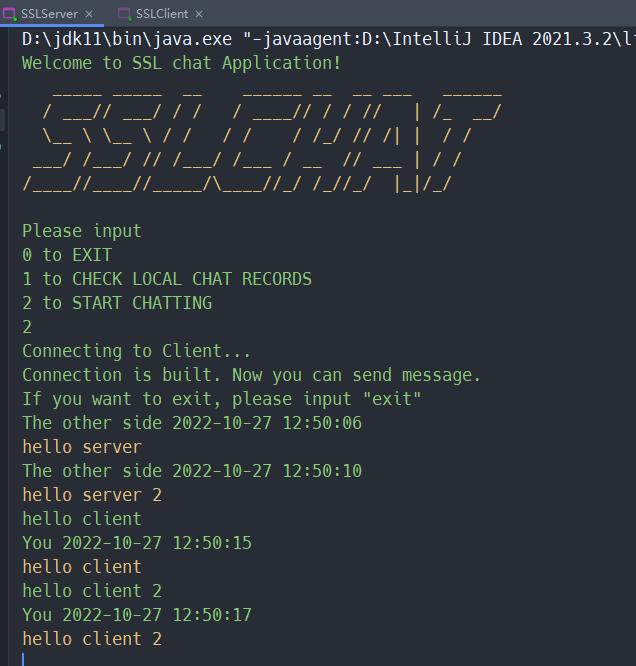 SSLServer × SSLClient ×
D:\jdk11\bin\java.exe "-javaagent:D:\IntelliJ IDEA 2021.3.2\l
Welcome to SSL chat Application!
SSLCHAT
Please input
0 to EXIT
1 to CHECK LOCAL CHAT RECORDS
2 to START CHATTING
2
Connecting to Client...
Connection is built. Now you can send message.
If you want to exit, please input "exit"
The other side 2022-10-27 12:50:06
hello server
The other side 2022-10-27 12:50:10
hello server 2
hello client
You 2022-10-27 12:50:15
hello client
hello client 2
You 2022-10-27 12:50:17
hello client 2